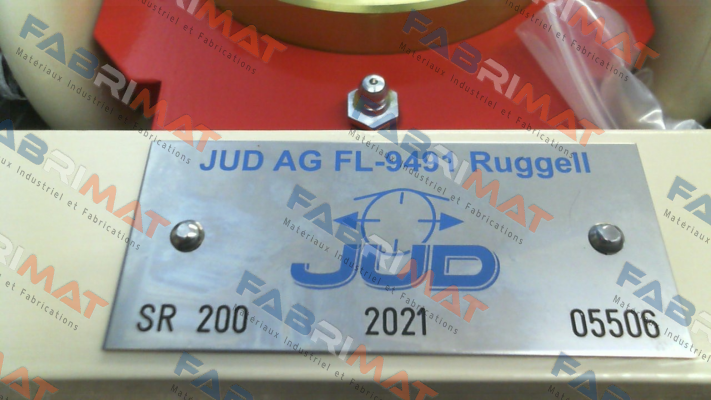 JUD AG FL-9491 Ruggell
JUD
SR 200 2021 05506
FABRIMAT
Matériaux Industriel et Fabrications